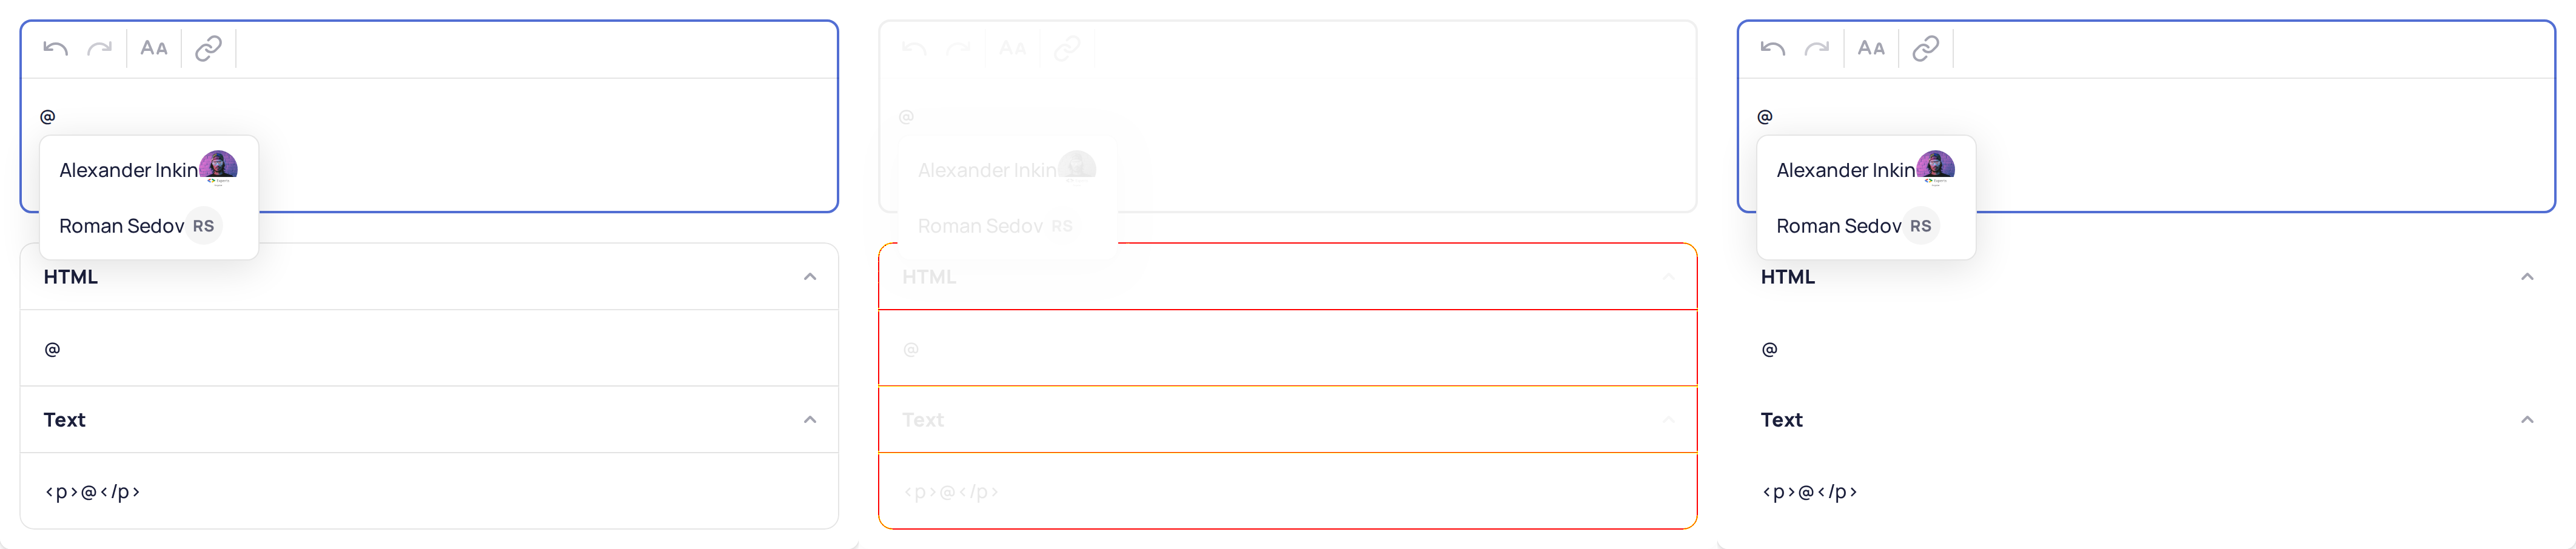 AA
@
Alexander Inkin
Roman Sedov RS
HTML
@
Text
<p>@</p>
AA
@
Alexander Inkin
Roman Sedov RS
HTML
@
Text
<p>@</p>
AA
@
Alexander Inkin
Roman Sedov RS
HTML
@
Text
<p>@</p>